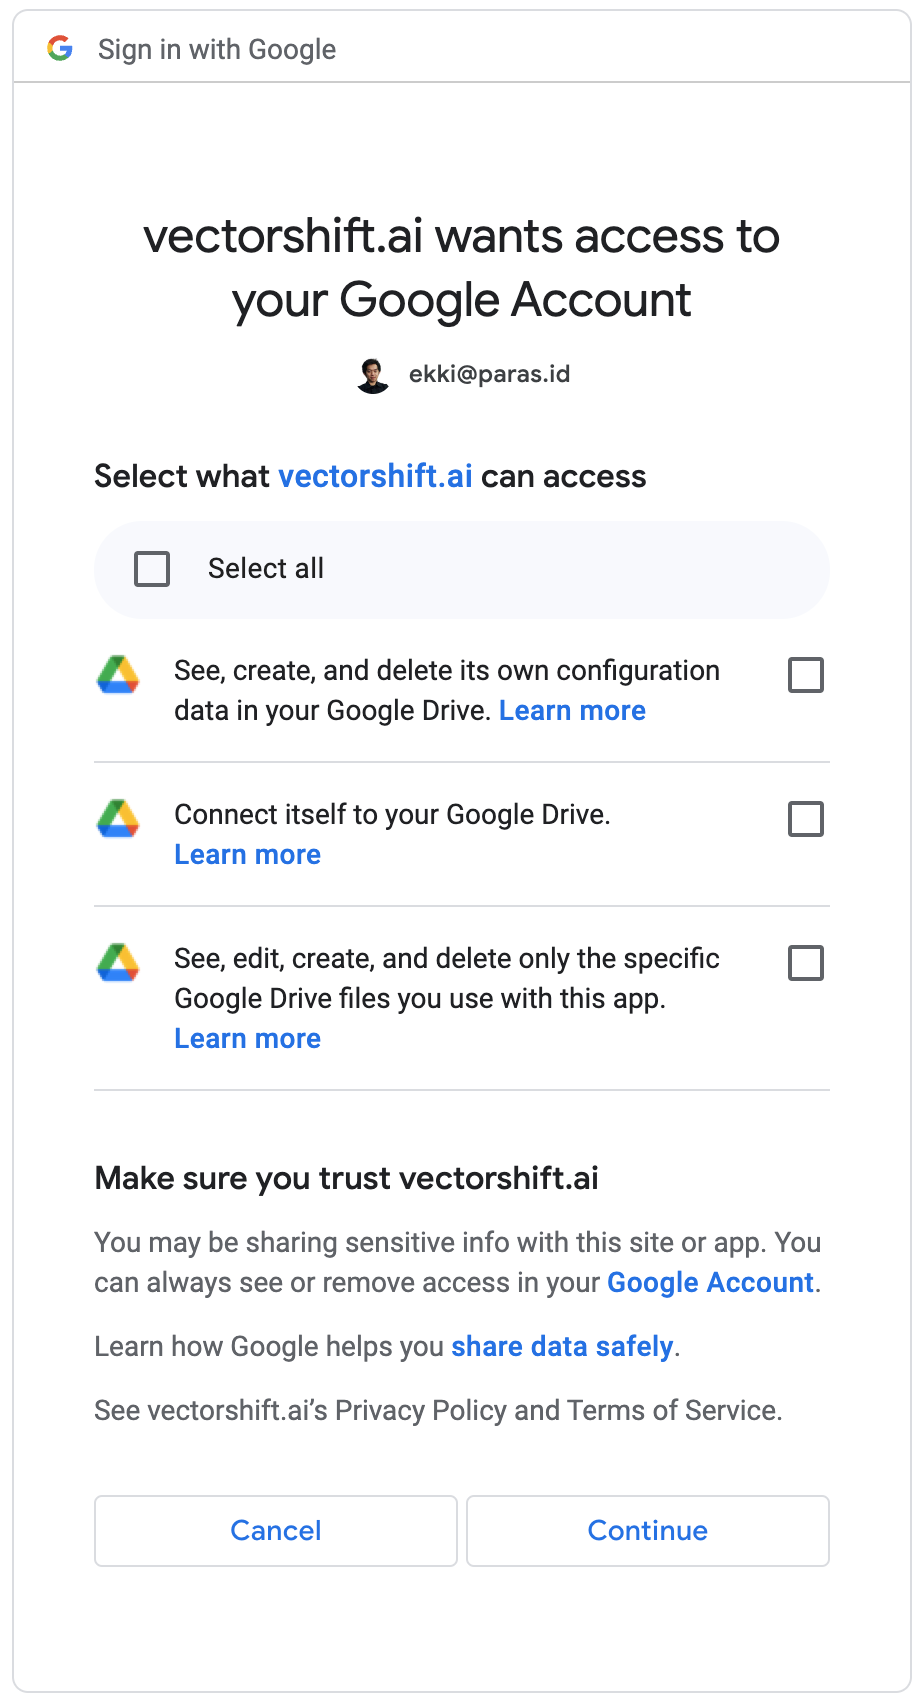 Sign in with Google
vectorshift.ai wants access to
your Google Account
ekki@paras.id
Select what vectorshift.ai can access
Select all
See, create, and delete its own configuration
data in your Google Drive. Learn more
Connect itself to your Google Drive.
Learn more
See, edit, create, and delete only the specific
Google Drive files you use with this app.
Learn more
Make sure you trust vectorshift.ai
You may be sharing sensitive info with this site or app. You
can always see or remove access in your Google Account.
Learn how Google helps you share data safely.
See vectorshift.ai’s Privacy Policy and Terms of Service.
Cancel
Continue